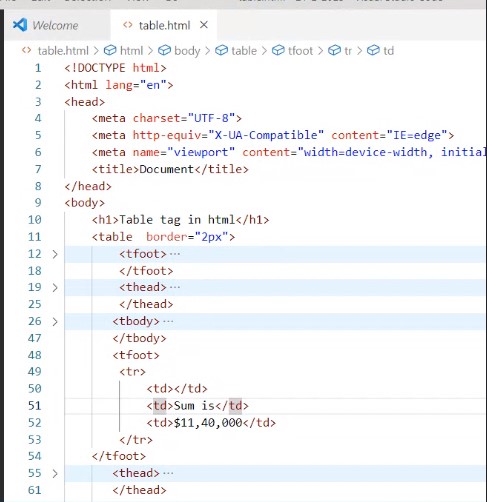 Welcome
table.html ×
table.html > html > body > table > tfoot > tr > td
1 <!DOCTYPE html>
2 <html lang="en">
3 <head>
4 <meta charset="UTF-8">
5 <meta http-equiv="X-UA-Compatible" content="IE=edge">
6 <meta name="viewport" content="width=device-width, initial
7 <title>Document</title>
8 </head>
9 <body>
10 <h1>Table tag in html</h1>
11 <table  border="2px">
12 > <tfoot>···
18 </tfoot>
19 > <thead>···
25 </thead>
26 > <tbody>···
47 </tbody>
48 <tfoot>
49 <tr>
50 <td></td>
51 <td>Sum is</td>
52 <td>$11,40,000</td>
53 </tr>
54 </tfoot>
55 > <thead>···
61 </thead>